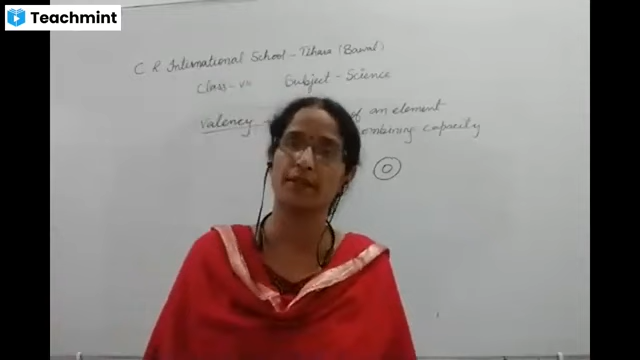 Teachmint
C R International School - Tihara (Bawal)
Class - VII Subject - Science
Valency - of an element
combining capacity